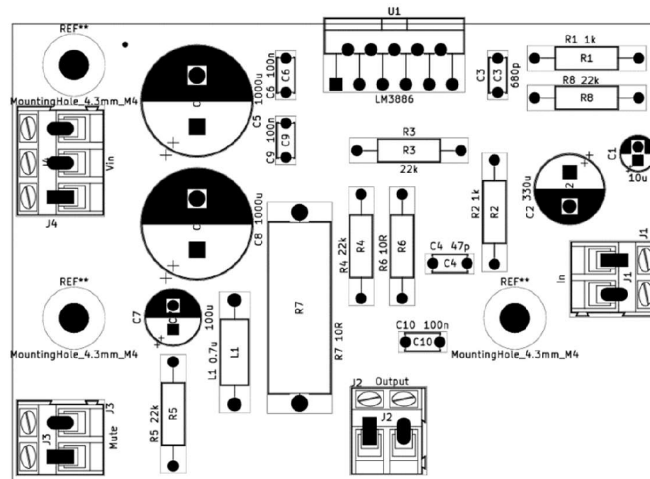 U1
LM3886
REF**
MountingHole_4.3mm_M4
C5 1000u
C6 100n
C6
C9 100n
C9
C3
C3
680p
R1 1k
R1
R8 22k
R8
R3
R3
22k
C1
10u
Vin
J4
C8 1000u
R4 22k
R4
R6 10R
R6
R2 1k
R2
C2 330u
2
C4 47p
C4
J1
J1
In
REF**
MountingHole_4.3mm_M4
C7
100u
L1 0.7u
L1
R7
R7 10R
C10 100n
C10
REF**
MountingHole_4.3mm_M4
R5 22k
R5
J3
J3
Mute
J2
Output
J2